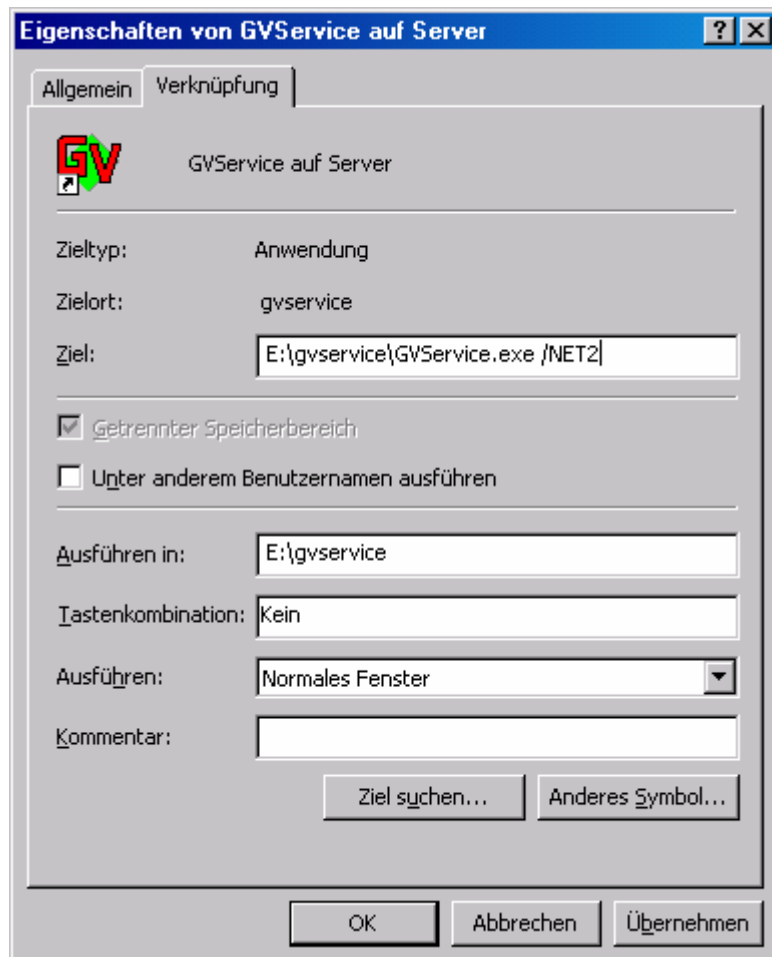 Eigenschaften von GVService auf Server
Allgemein Verknüpfung
GV GVService auf Server
Zieltyp: Anwendung
Zielort: gvservice
Ziel: E:\gvservice\GVService.exe /NET2
Getrennter Speicherbereich
Unter anderem Benutzernamen ausführen
Ausführen in: E:\gvservice
Tastenkombination: Kein
Ausführen: Normales Fenster
Kommentar:
Ziel suchen... Anderes Symbol...
OK Abbrechen Übernehmen